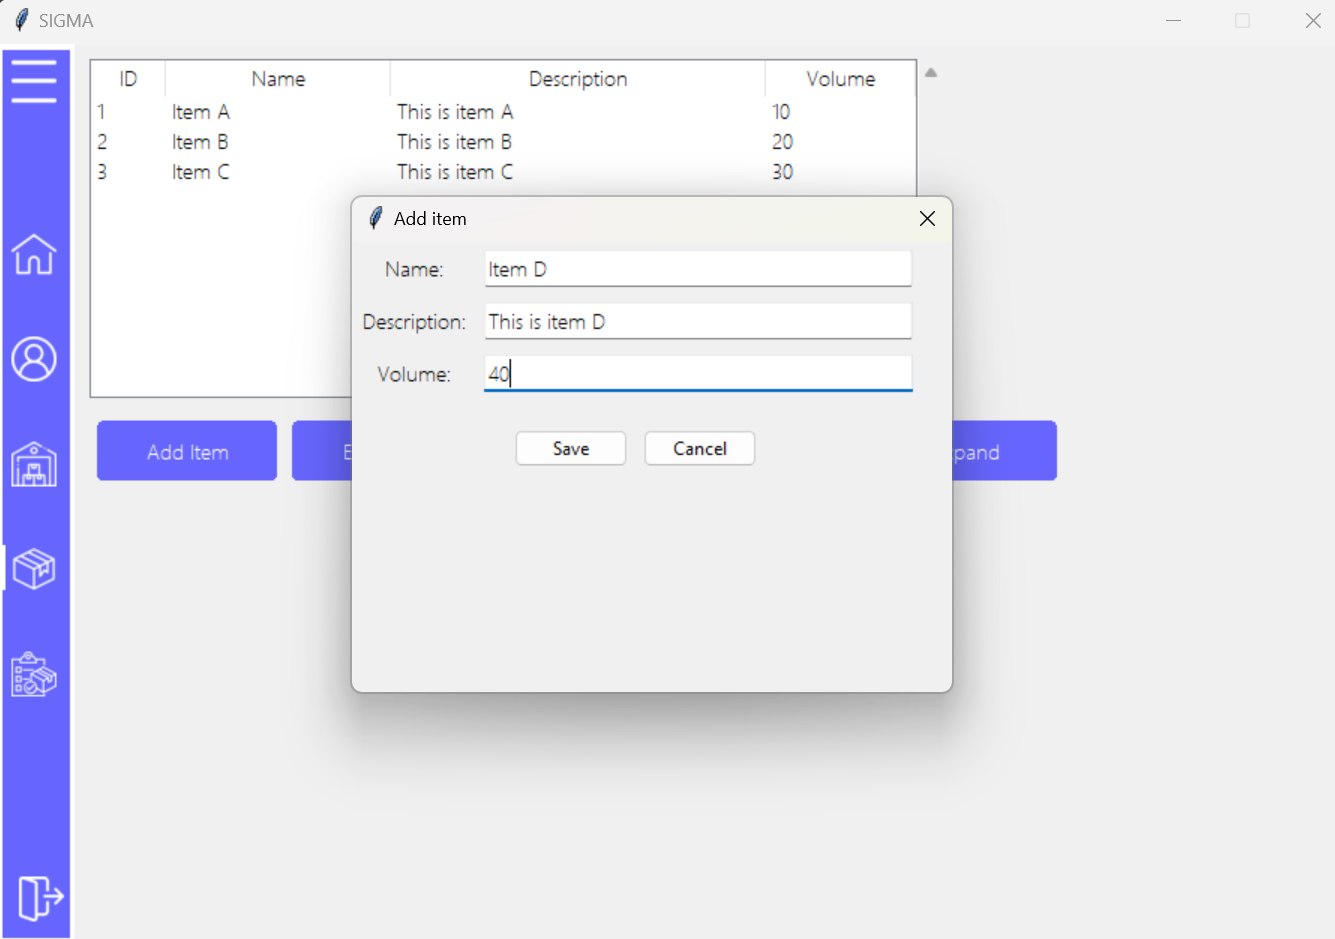 SIGMA
ID Name Description Volume
1 Item A This is item A 10
2 Item B This is item B 20
3 Item C This is item C 30
Add item
Name: Item D
Description: This is item D
Volume: 40
Save Cancel
Add Item E pand